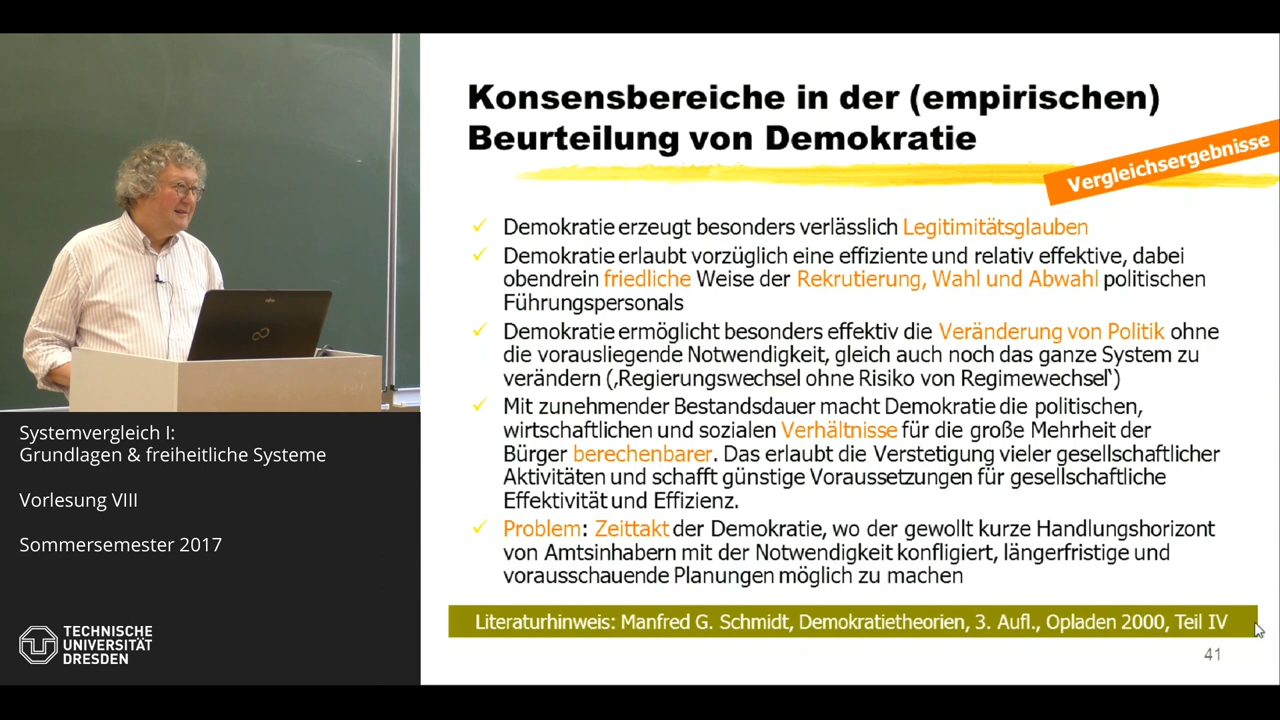 Konsensbereiche in der (empirischen)
Beurteilung von Demokratie
Vergleichsergebnisse
Demokratie erzeugt besonders verlässlich Legitimitätsglauben
Demokratie erlaubt vorzüglich eine effiziente und relativ effektive, dabei
obendrein friedliche Weise der Rekrutierung, Wahl und Abwahl politischen
Führungspersonals
Demokratie ermöglicht besonders effektiv die Veränderung von Politik ohne
die vorausliegende Notwendigkeit, gleich auch noch das ganze System zu
verändern (‚Regierungswechsel ohne Risiko von Regimewechsel‘)
Mit zunehmender Bestandsdauer macht Demokratie die politischen,
wirtschaftlichen und sozialen Verhältnisse für die große Mehrheit der
Bürger berechenbarer. Das erlaubt die Verstetigung vieler gesellschaftlicher
Aktivitäten und schafft günstige Voraussetzungen für gesellschaftliche
Effektivität und Effizienz.
Problem: Zeittakt der Demokratie, wo der gewollt kurze Handlungshorizont
von Amtsinhabern mit der Notwendigkeit konfligiert, längerfristige und
vorausschauende Planungen möglich zu machen
Literaturhinweis: Manfred G. Schmidt, Demokratietheorien, 3. Aufl., Opladen 2000, Teil IV
41
Systemvergleich I:
Grundlagen & freiheitliche Systeme
Vorlesung VIII
Sommersemester 2017
TECHNISCHE
UNIVERSITÄT
DRESDEN